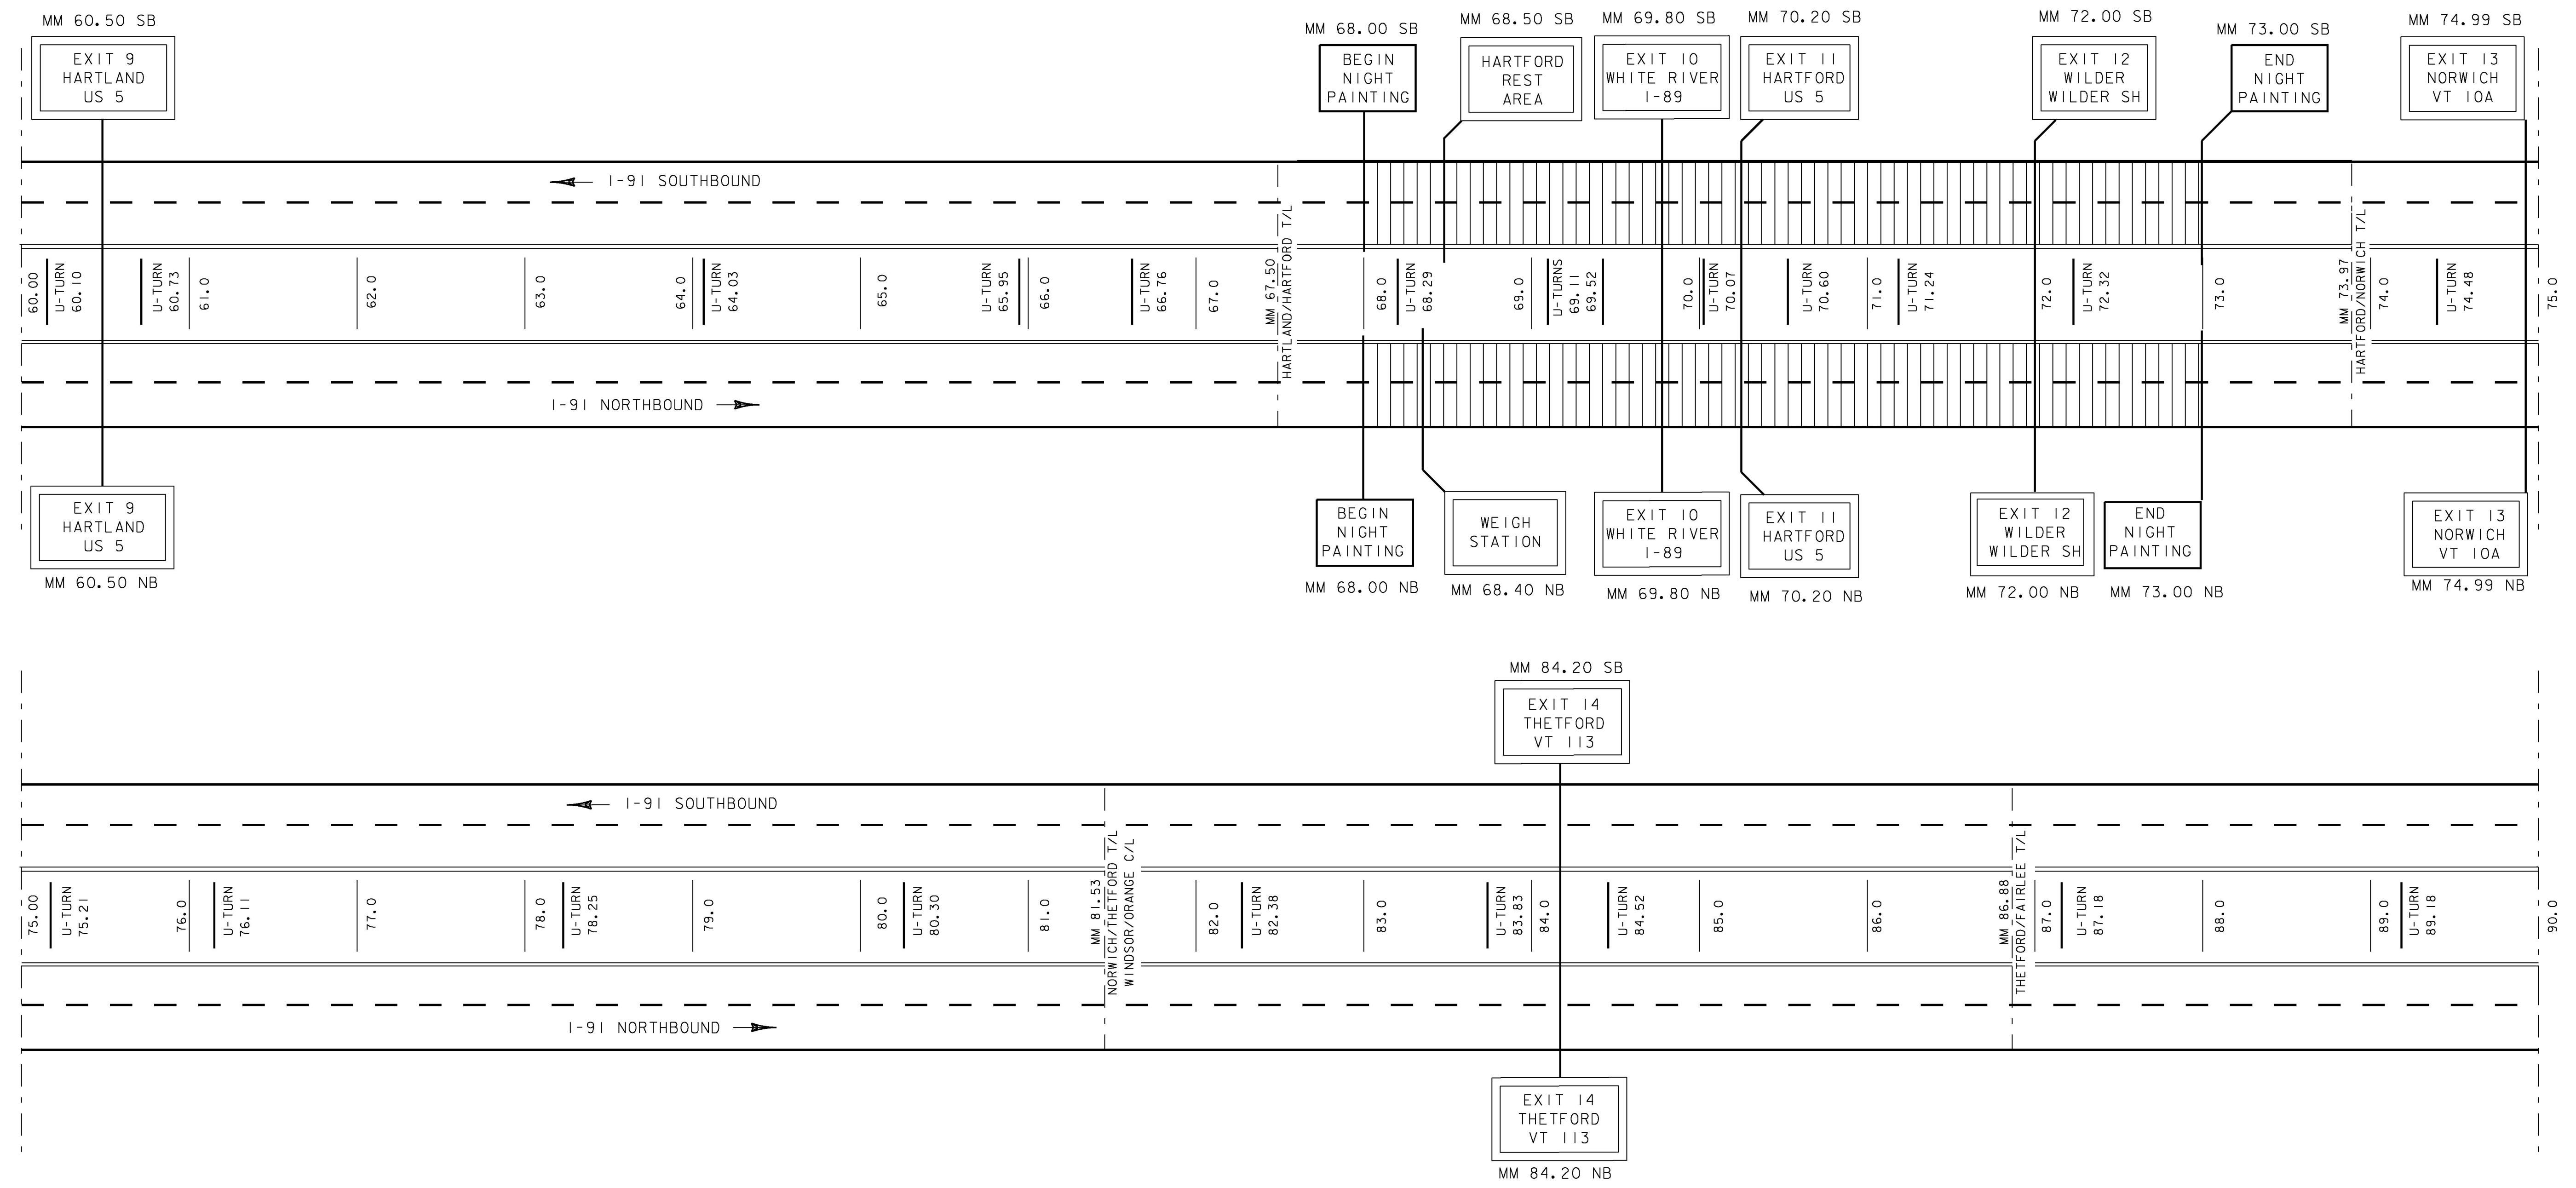 MM 60.50 SB
EXIT 9
HARTLAND
US 5
MM 68.00 SB
BEGIN
NIGHT
PAINTING
MM 68.50 SB
HARTFORD
REST
AREA
MM 69.80 SB
EXIT 10
WHITE RIVER
I-89
MM 70.20 SB
EXIT 11
HARTFORD
US 5
MM 72.00 SB
EXIT 12
WILDER
WILDER SH
MM 73.00 SB
END
NIGHT
PAINTING
MM 74.99 SB
EXIT 13
NORWICH
VT 10A
I-91 SOUTHBOUND
60.00
U-TURN
60.10
U-TURN
60.73
61.0
62.0
63.0
64.0
U-TURN
64.03
65.0
U-TURN
65.95
66.0
U-TURN
66.76
67.0
MM 67.50
HARTLAND/HARTFORD T/L
68.0
U-TURN
68.29
69.0
U-TURNS
69.11
69.52
70.0
U-TURN
70.07
U-TURN
70.60
71.0
U-TURN
71.24
72.0
U-TURN
72.32
73.0
MM 73.97
HARTFORD/NORWICH T/L
74.0
U-TURN
74.48
75.0
I-91 NORTHBOUND
EXIT 9
HARTLAND
US 5
MM 60.50 NB
BEGIN
NIGHT
PAINTING
MM 68.00 NB
WEIGH
STATION
MM 68.40 NB
EXIT 10
WHITE RIVER
I-89
MM 69.80 NB
EXIT 11
HARTFORD
US 5
MM 70.20 NB
EXIT 12
WILDER
WILDER SH
MM 72.00 NB
END
NIGHT
PAINTING
MM 73.00 NB
EXIT 13
NORWICH
VT 10A
MM 74.99 NB
MM 84.20 SB
EXIT 14
THETFORD
VT 113
I-91 SOUTHBOUND
75.00
U-TURN
75.21
76.0
U-TURN
76.11
77.0
78.0
U-TURN
78.25
79.0
80.0
U-TURN
80.30
81.0
MM 81.53
NORWICH/THETFORD T/L
WINDSOR/ORANGE C/L
82.0
U-TURN
82.38
83.0
U-TURN
83.83
84.0
U-TURN
84.52
85.0
86.0
MM 86.88
THETFORD/FAIRLEE T/L
87.0
U-TURN
87.18
88.0
89.0
U-TURN
89.18
90.0
I-91 NORTHBOUND
EXIT 14
THETFORD
VT 113
MM 84.20 NB